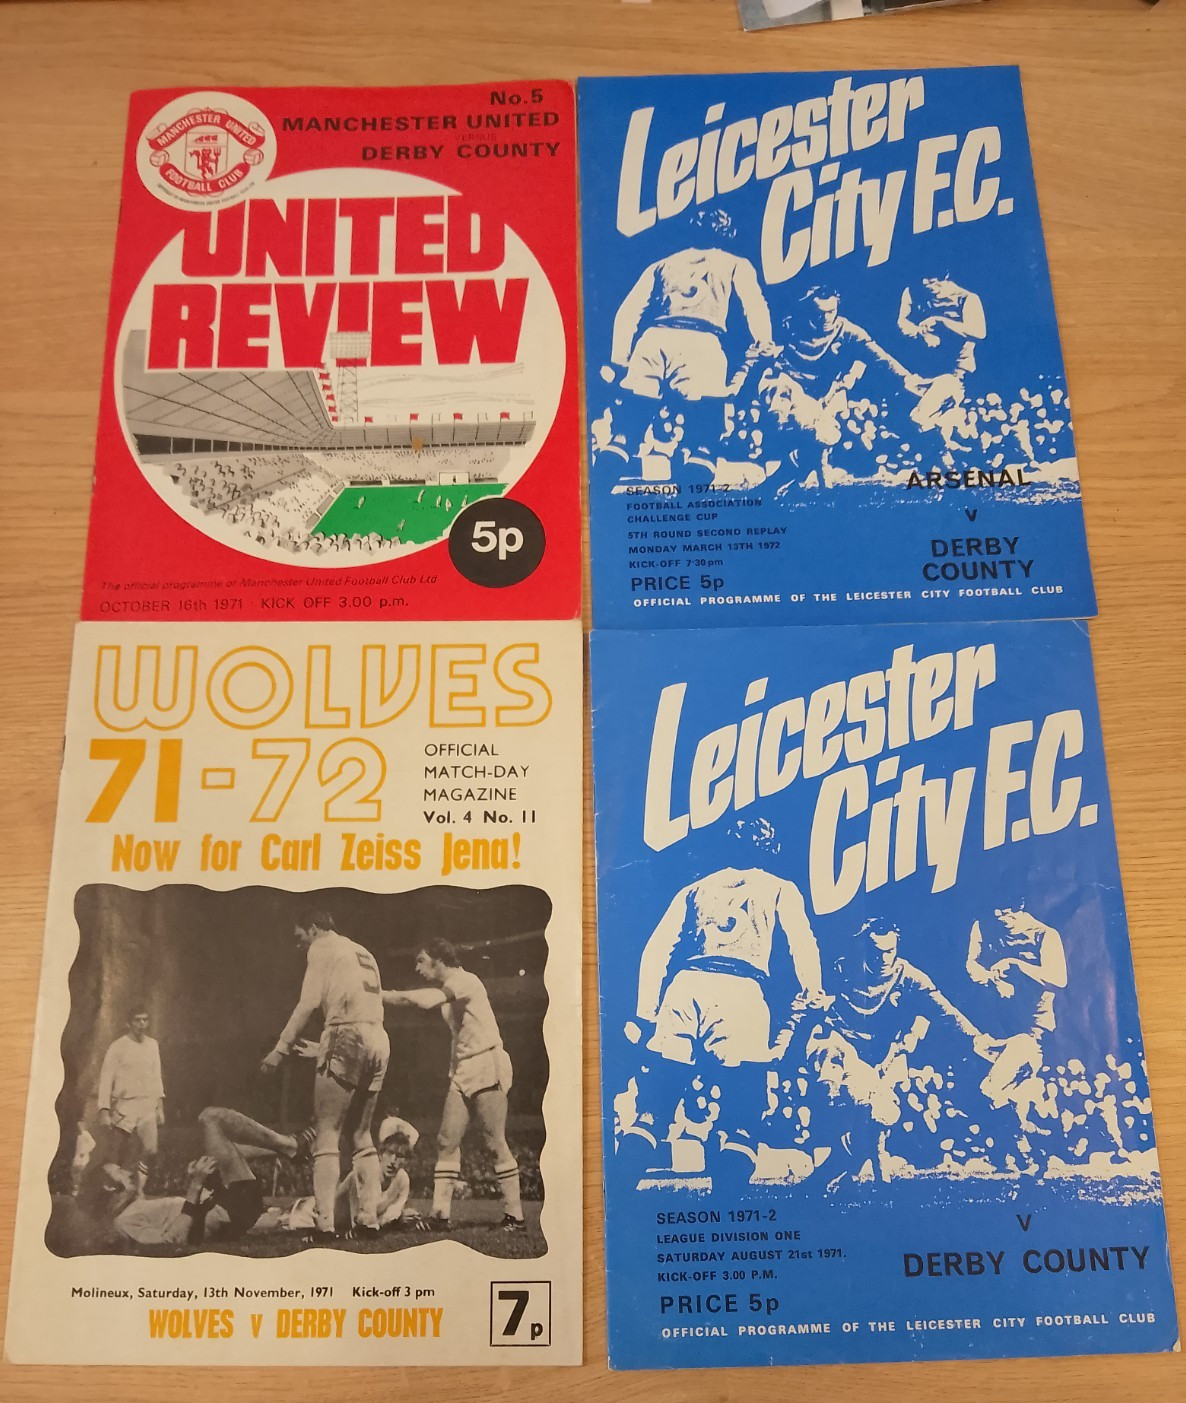 No.5
MANCHESTER UNITED
VERSUS
DERBY COUNTY
MANCHESTER UNITED
FOOTBALL CLUB
UNITED
REVIEW
5p
The official programme of Manchester United Football Club Ltd
OCTOBER 16th 1971 · KICK OFF 3.00 p.m.
Leicester
City F.C.
3
SEASON 1971-2
FOOTBALL ASSOCIATION
CHALLENGE CUP
5TH ROUND SECOND REPLAY
MONDAY MARCH 13TH 1972
KICK-OFF 7·30pm
PRICE 5p
ARSENAL
v
DERBY
COUNTY
OFFICIAL PROGRAMME OF THE LEICESTER CITY FOOTBALL CLUB
WOLVES
71-72
OFFICIAL
MATCH-DAY
MAGAZINE
Vol. 4 No. 11
Now for Carl Zeiss Jena!
5
Molineux, Saturday, 13th November, 1971 Kick-off 3 pm
WOLVES v DERBY COUNTY
7p
Leicester
City F.C.
3
SEASON 1971-2
LEAGUE DIVISION ONE
SATURDAY AUGUST 21st 1971.
KICK-OFF 3.00 P.M.
PRICE 5p
V
DERBY COUNTY
OFFICIAL PROGRAMME OF THE LEICESTER CITY FOOTBALL CLUB